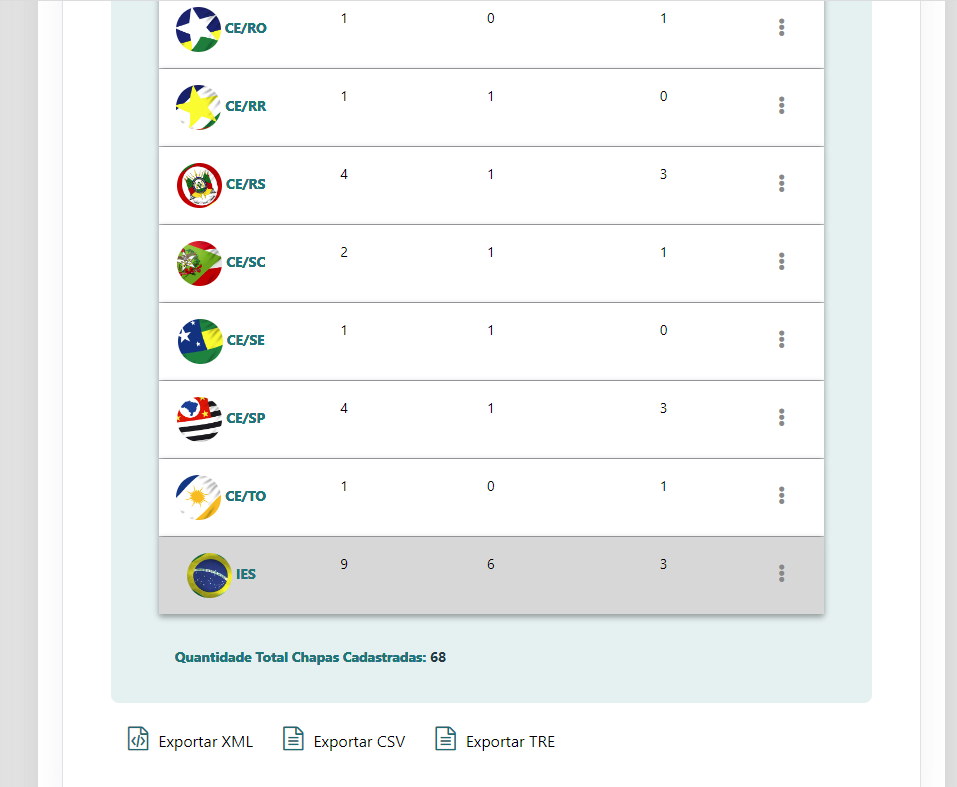 CE/RO 1 0 1
CE/RR 1 1 0
CE/RS 4 1 3
CE/SC 2 1 1
CE/SE 1 1 0
CE/SP 4 1 3
CE/TO 1 0 1
IES 9 6 3
Quantidade Total Chapas Cadastradas: 68
Exportar XML Exportar CSV Exportar TRE